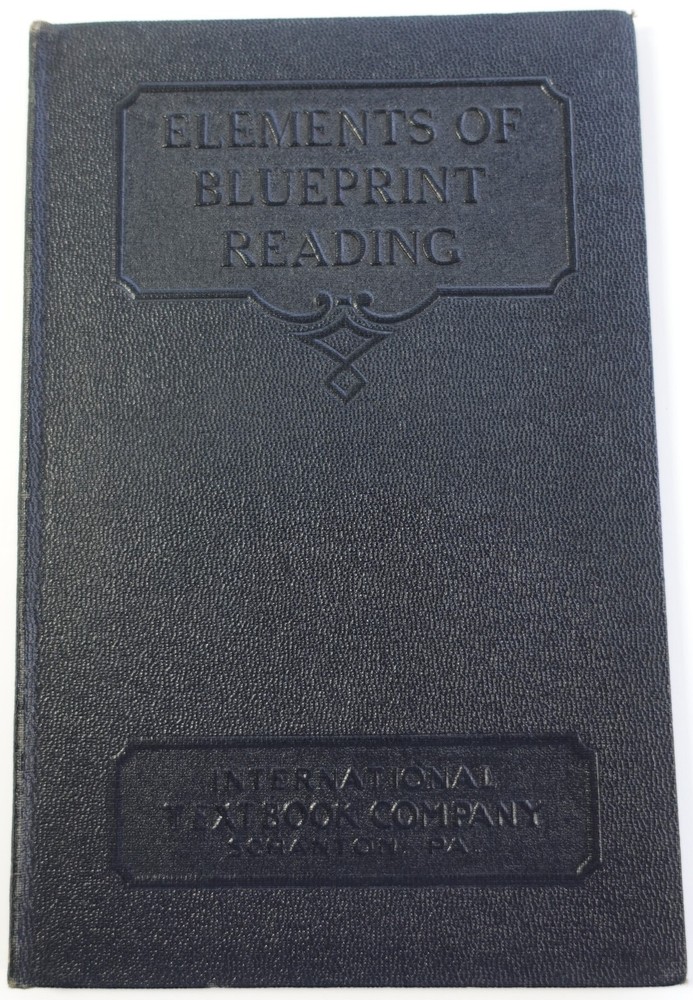 ELEMENTS OF
BLUEPRINT
READING
INTERNATIONAL
TEXTBOOK COMPANY
SCRANTON, PA.